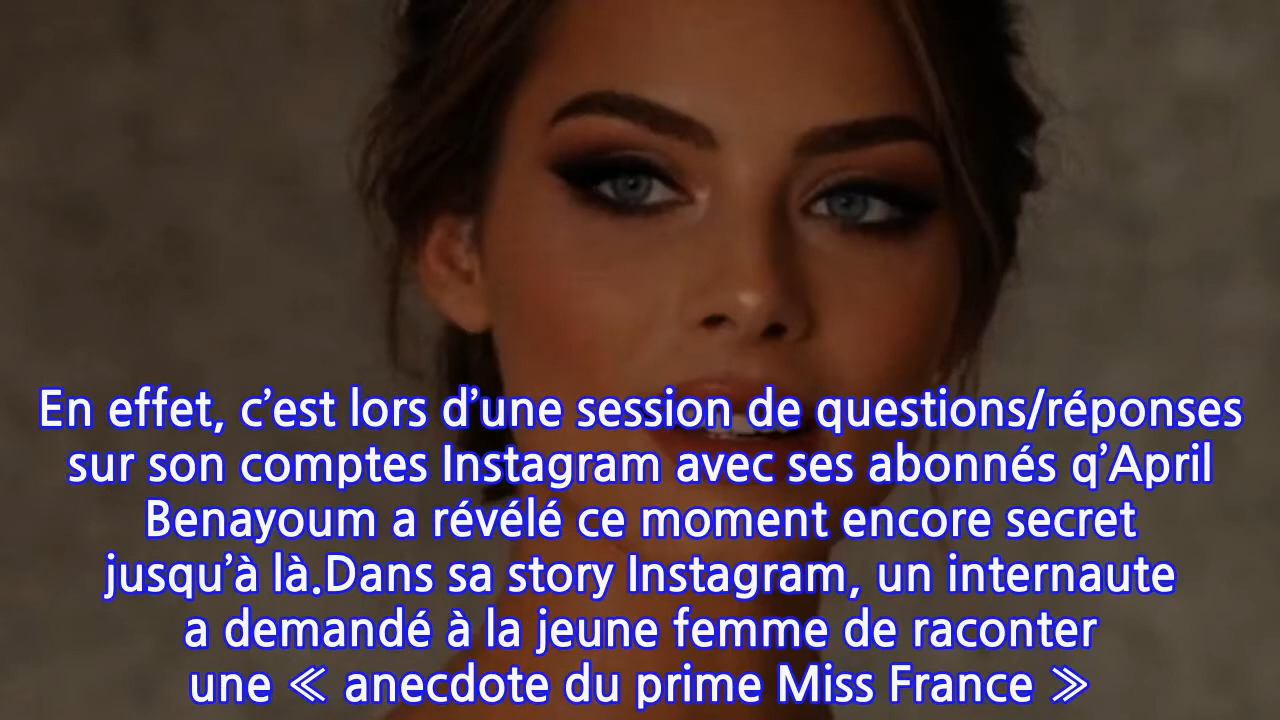 En effet, c’est lors d’une session de questions/réponses
sur son comptes Instagram avec ses abonnés q’April
Benayoum a révélé ce moment encore secret
jusqu’à là.Dans sa story Instagram, un internaute
a demandé à la jeune femme de raconter
une ≪ anecdote du prime Miss France ≫